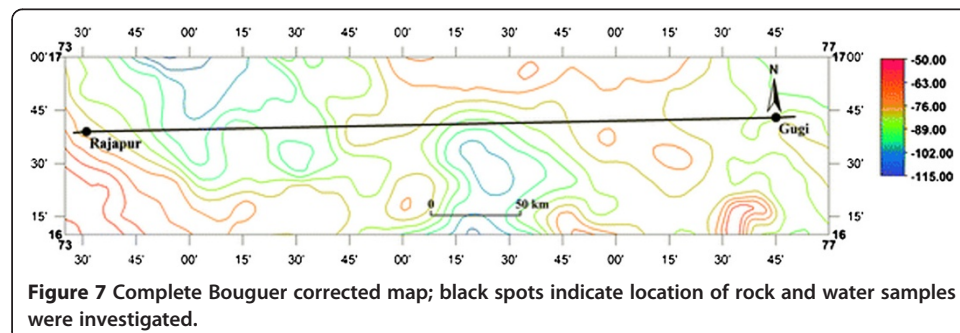 73 30' 45' 00' 15' 30' 45' 00' 15' 30' 45' 00' 15' 30' 45' 77
00'17 1700'
N
-50.00
-63.00
-76.00
-89.00
-102.00
-115.00
45' 45'
Rajapur Gugi
30' 30'
15' 0 50 km 15'
16 16
73 30' 45' 00' 15' 30' 45' 00' 15' 30' 45' 00' 15' 30' 45' 77
Figure 7 Complete Bouguer corrected map; black spots indicate location of rock and water samples
were investigated.